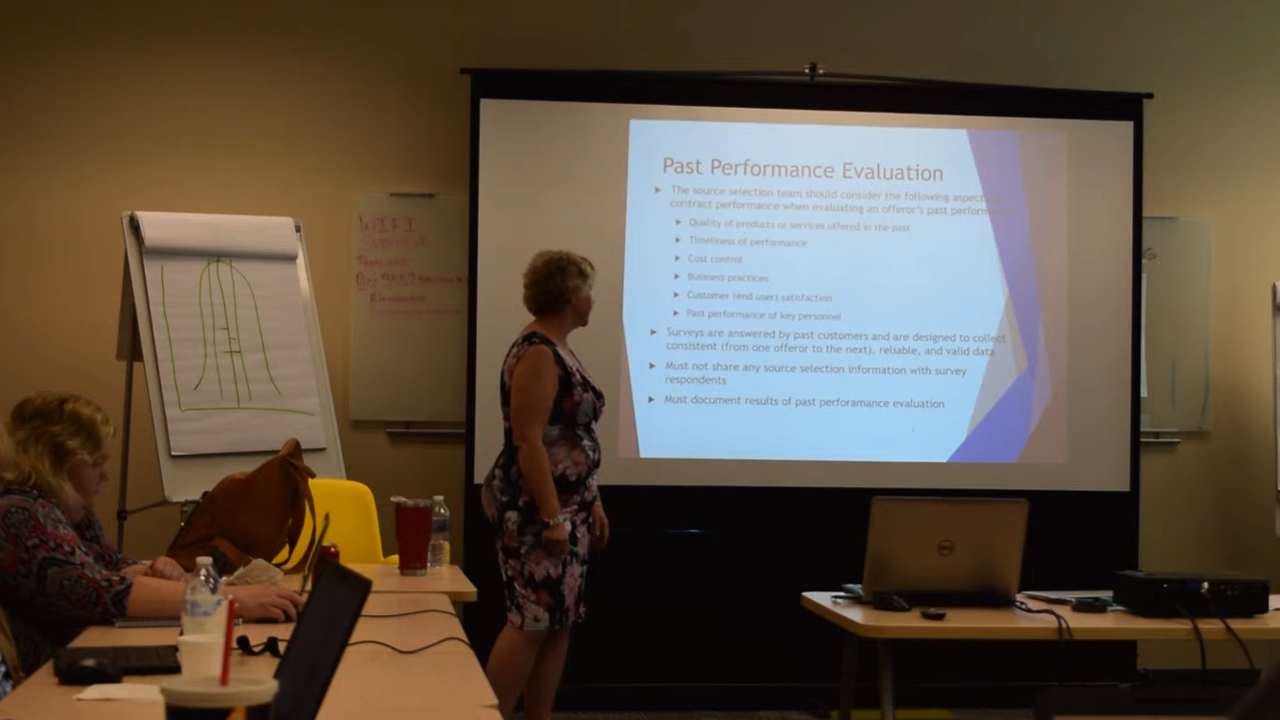 Past Performance Evaluation
The source selection team should consider the following aspect
contract performance when evaluating an offeror's past perform
Quality of products or services offered in the past
Timeliness of performance
Cost control
Business practices
Customer (end user) satisfaction
Past performance of key personnel
Surveys are answered by past customers and are designed to collect
consistent (from one offeror to the next), reliable, and valid data
Must not share any source selection information with survey
respondents
Must document results of past perforamance evaluation
WIFI
DELL